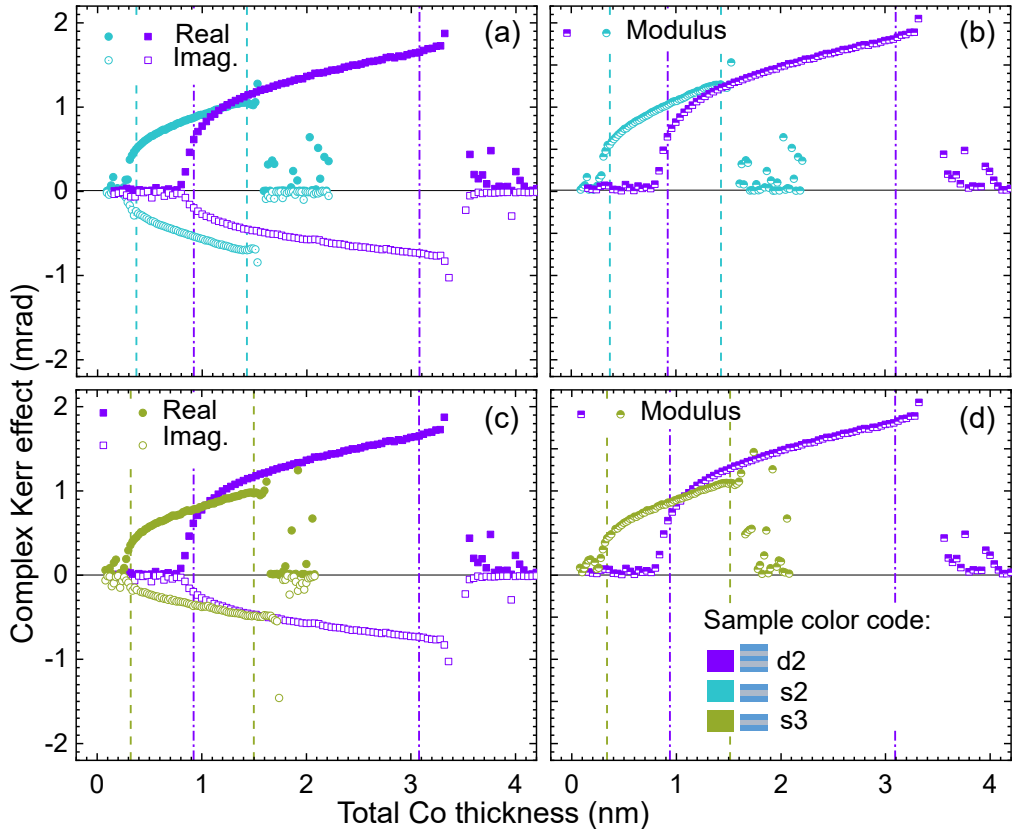 2
1
0
-1
-2
Real
Imag.
(a)
Modulus
(b)
2
1
0
-1
-2
Real
Imag.
(c)
Modulus
(d)
Sample color code:
d2
s2
s3
0 1 2 3 4
0 1 2 3 4
Complex Kerr effect (mrad)
Total Co thickness (nm)